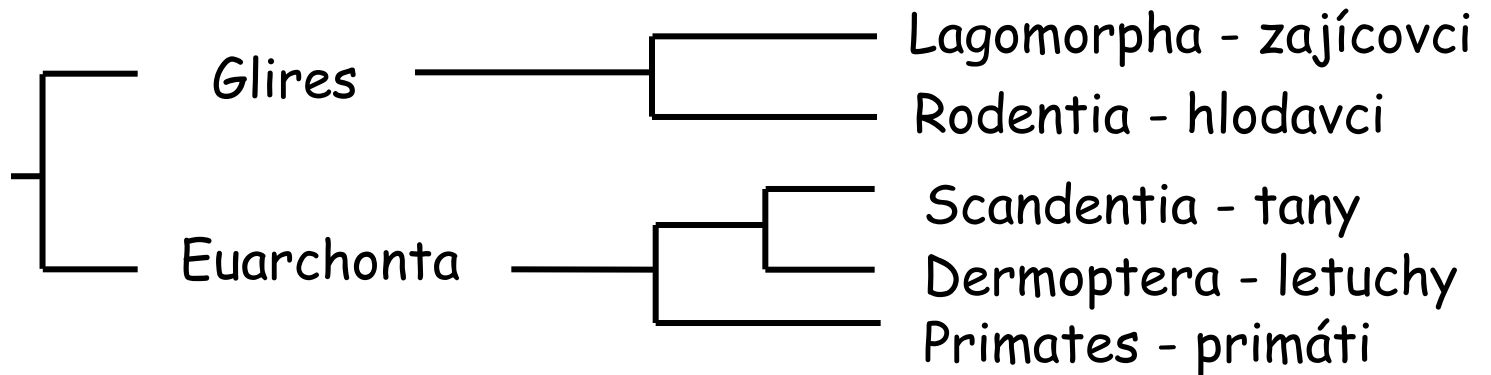 Glires
Lagomorpha - zajícovci
Rodentia - hlodavci
Euarchonta
Scandentia - tany
Dermoptera - letuchy
Primates - primáti